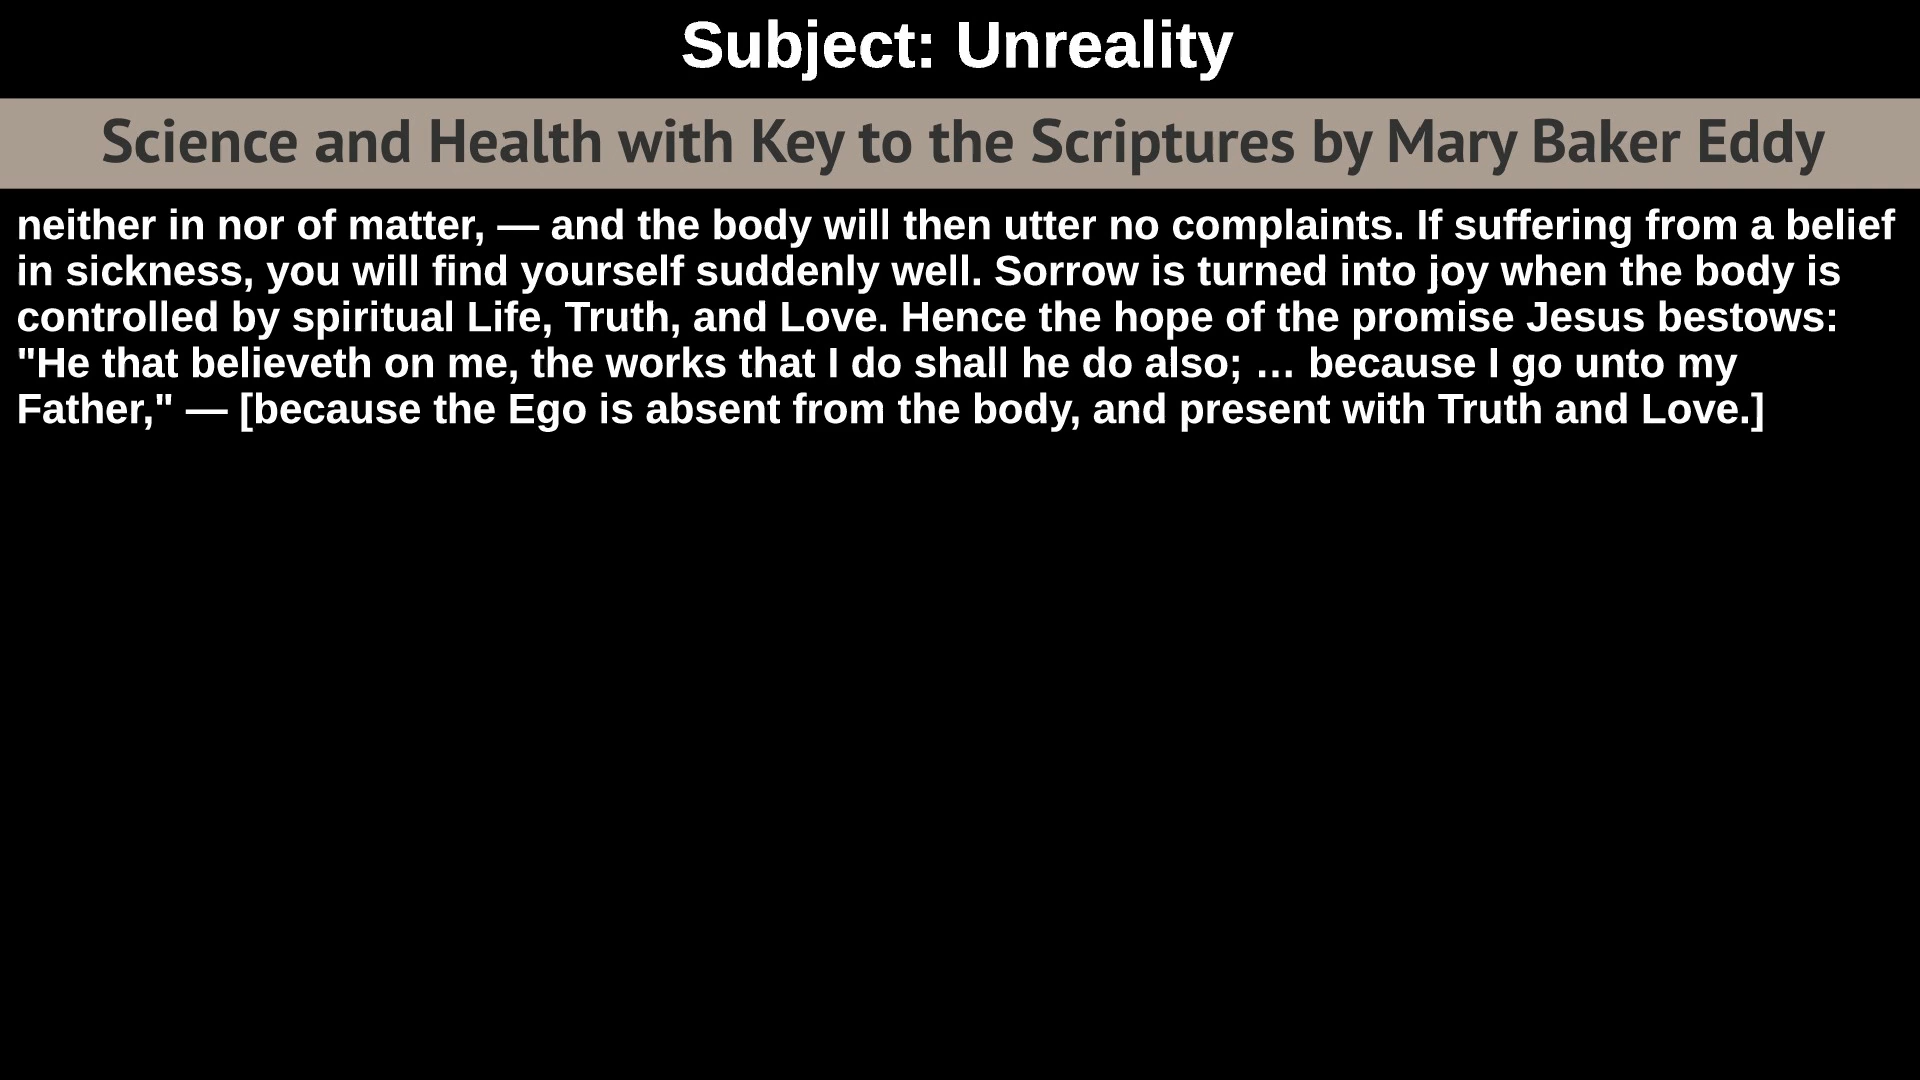 Subject: Unreality
Science and Health with Key to the Scriptures by Mary Baker Eddy
neither in nor of matter, — and the body will then utter no complaints. If suffering from a belief
in sickness, you will find yourself suddenly well. Sorrow is turned into joy when the body is
controlled by spiritual Life, Truth, and Love. Hence the hope of the promise Jesus bestows:
"He that believeth on me, the works that I do shall he do also; … because I go unto my
Father," — [because the Ego is absent from the body, and present with Truth and Love.]